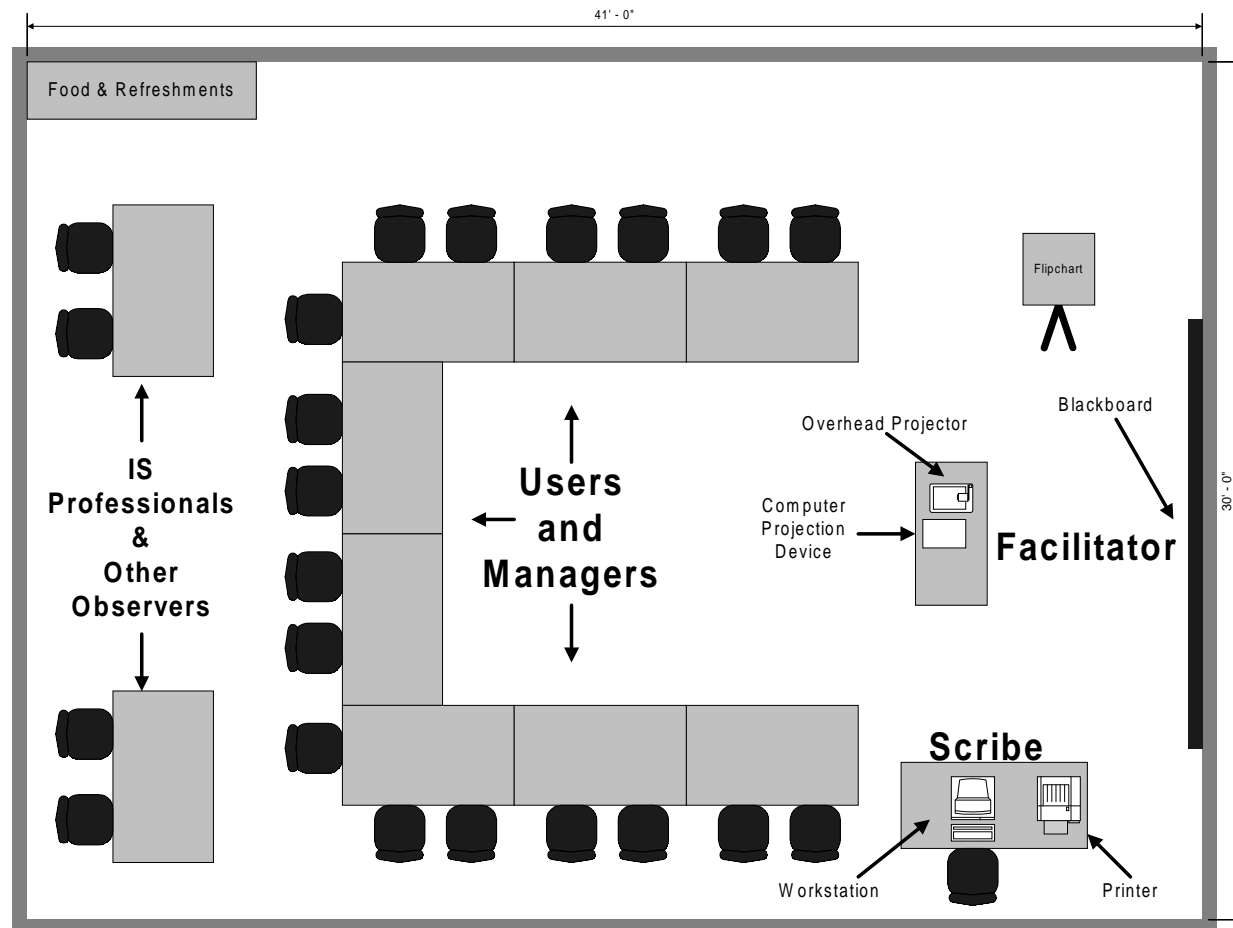 41' - 0"
Food & Refreshments
Flipchart
Blackboard
Overhead Projector
30' - 0"
IS
Professionals
&
Other
Observers
Users
and
Managers
Computer
Projection
Device
Facilitator
Scribe
Workstation
Printer